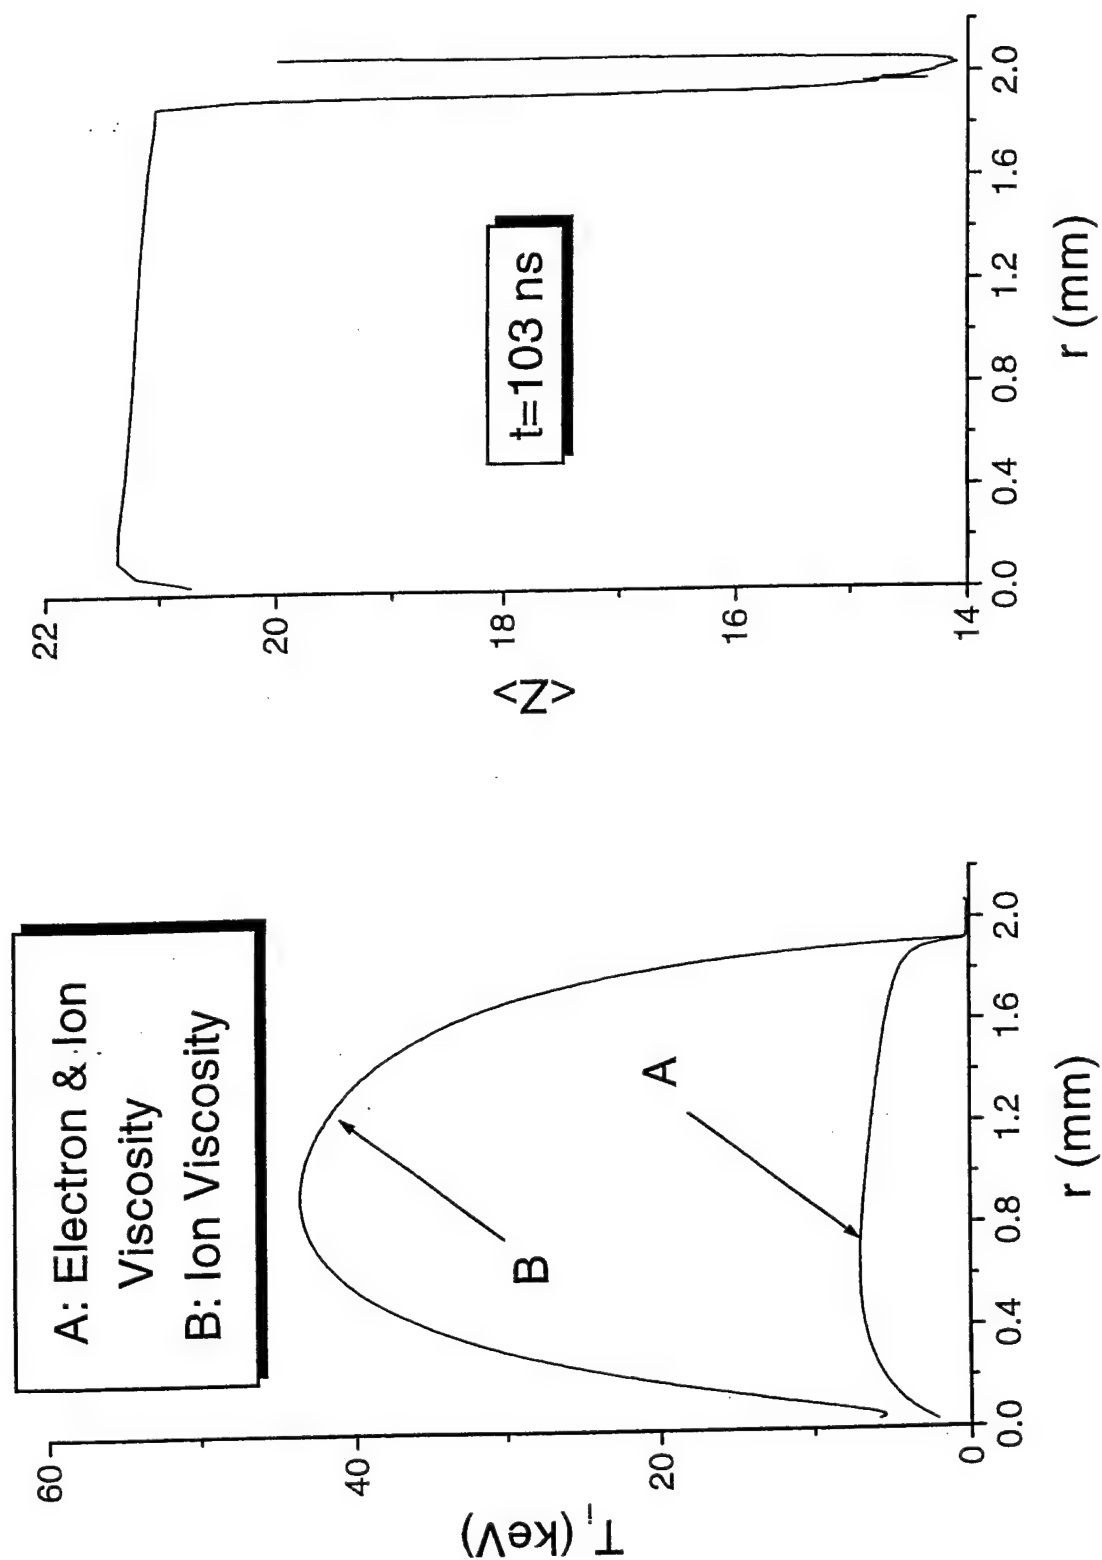 A: Electron & Ion
Viscosity
B: Ion Viscosity
60
40
20
0
T_i (keV)
B
A
0.0 0.4 0.8 1.2 1.6 2.0
r (mm)
22
20
18
16
14
<Z>
t=103 ns
0.0 0.4 0.8 1.2 1.6 2.0
r (mm)